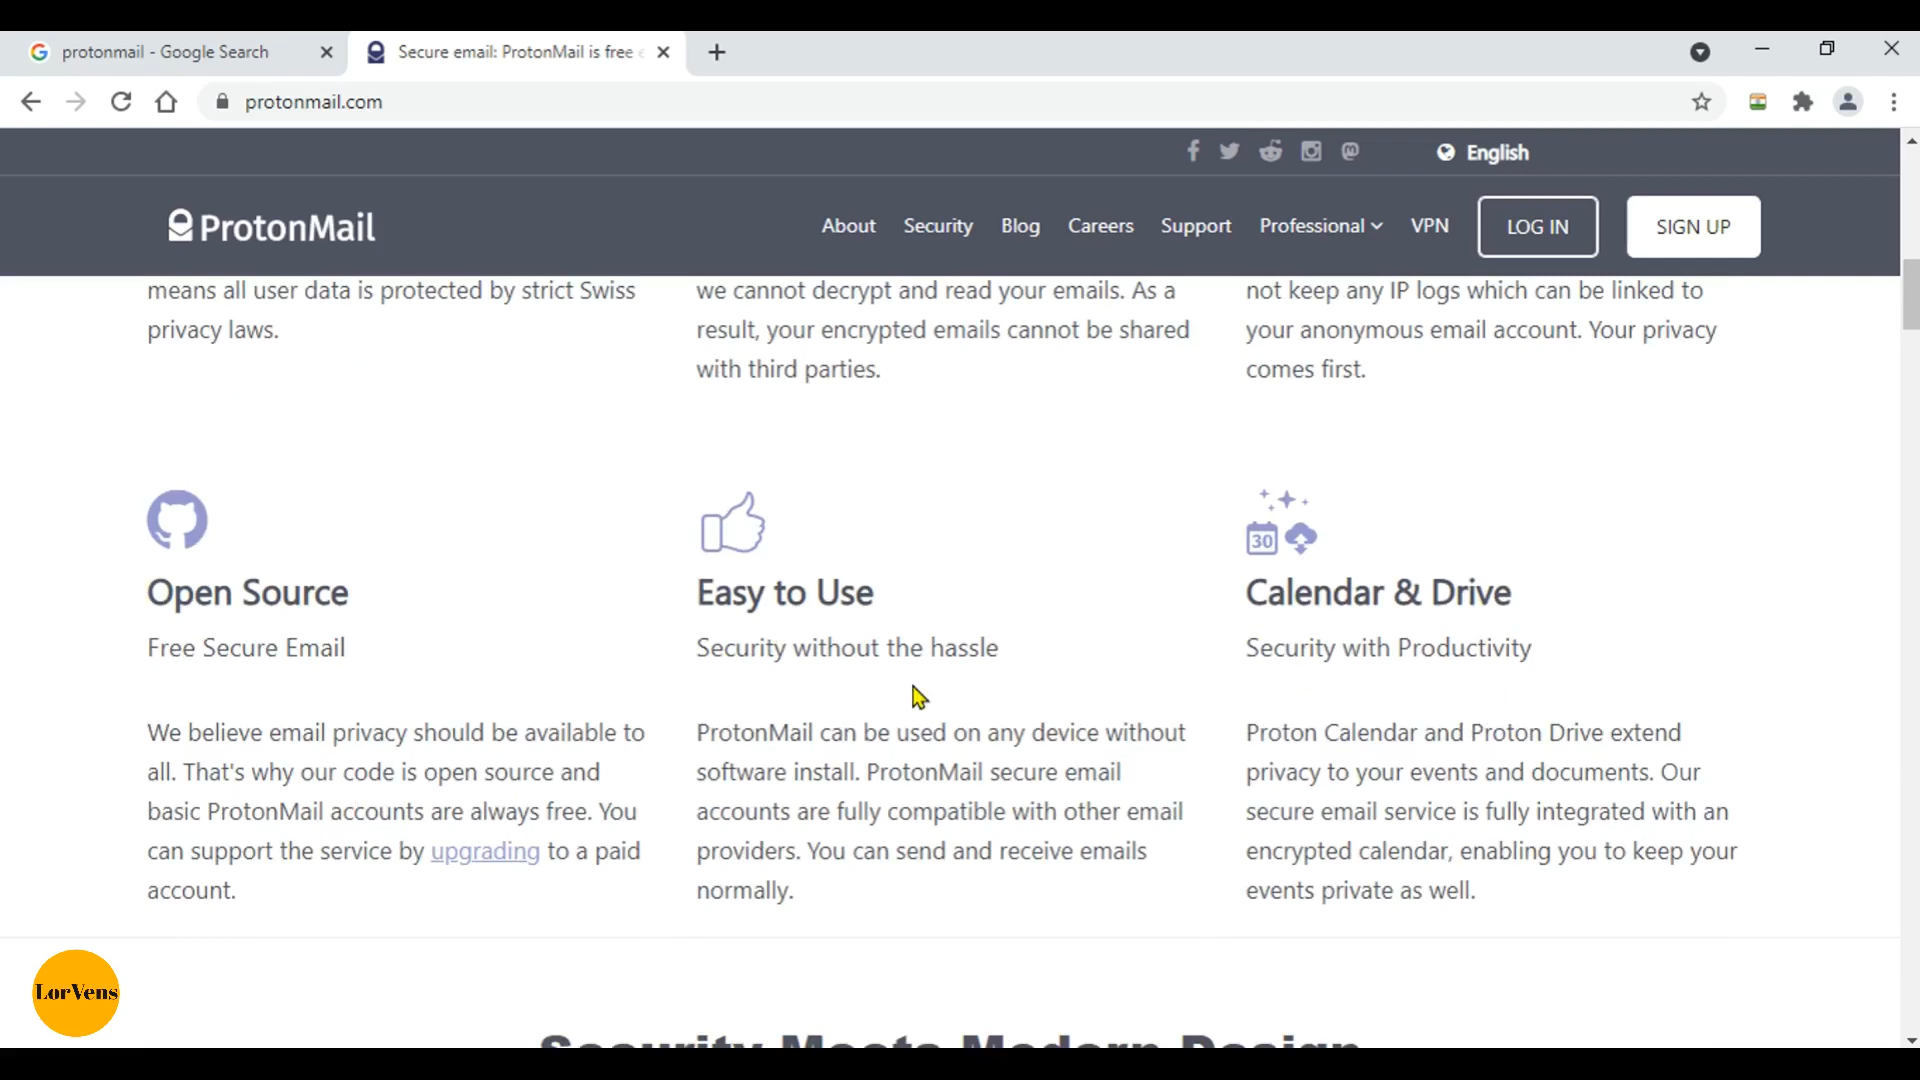 protonmail - Google Search
Secure email: ProtonMail is free e
protonmail.com
English
ProtonMail
About Security Blog Careers Support Professional VPN LOG IN SIGN UP
means all user data is protected by strict Swiss
privacy laws.
we cannot decrypt and read your emails. As a
result, your encrypted emails cannot be shared
with third parties.
not keep any IP logs which can be linked to
your anonymous email account. Your privacy
comes first.
Open Source
Free Secure Email
We believe email privacy should be available to
all. That's why our code is open source and
basic ProtonMail accounts are always free. You
can support the service by upgrading to a paid
account.
Easy to Use
Security without the hassle
ProtonMail can be used on any device without
software install. ProtonMail secure email
accounts are fully compatible with other email
providers. You can send and receive emails
normally.
30
Calendar & Drive
Security with Productivity
Proton Calendar and Proton Drive extend
privacy to your events and documents. Our
secure email service is fully integrated with an
encrypted calendar, enabling you to keep your
events private as well.
LorVens
Security Meets Modern Design